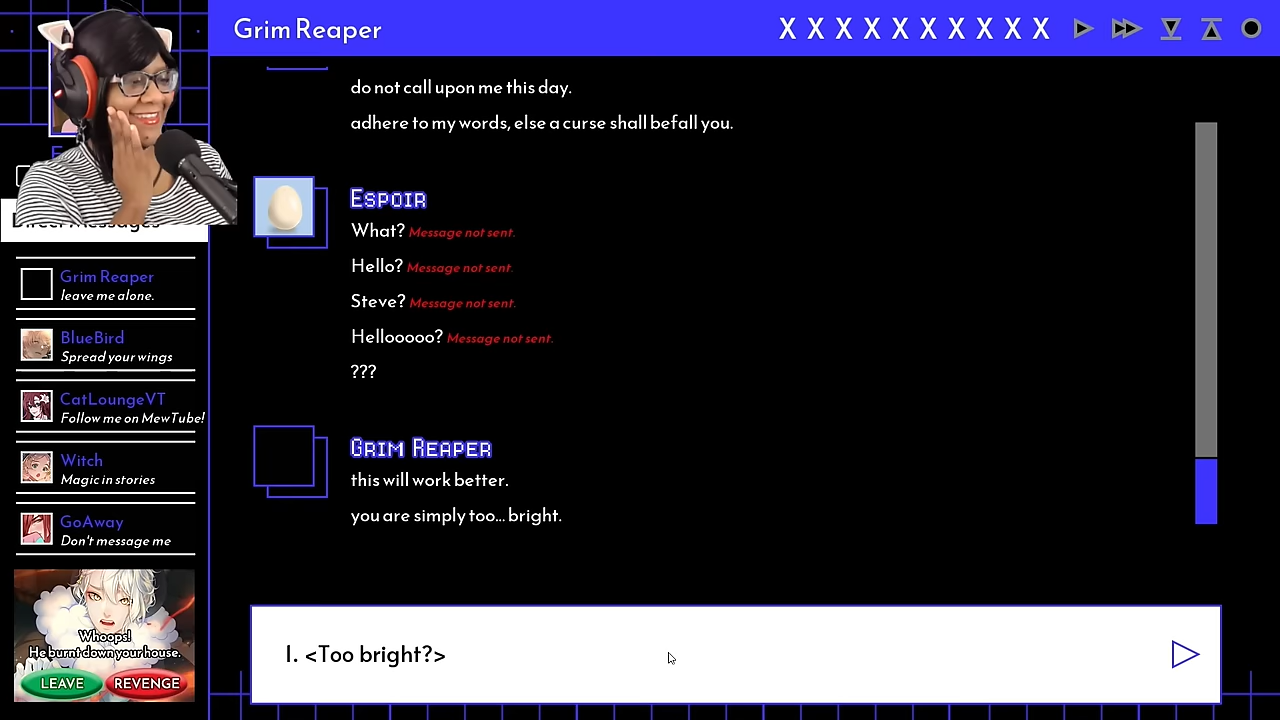 Grim Reaper
X X X X X X X X X X
do not call upon me this day.
adhere to my words, else a curse shall befall you.
Espoir
What? Message not sent.
Hello? Message not sent.
Steve? Message not sent.
Hellooooo? Message not sent.
???
Grim Reaper
this will work better.
you are simply too... bright.
1. <Too bright?>
Direct Messages
Grim Reaper
leave me alone.
BlueBird
Spread your wings
CatLoungeVT
Follow me on MewTube!
Witch
Magic in stories
GoAway
Don't message me
Whoops!
He burnt down your house.
LEAVE REVENGE